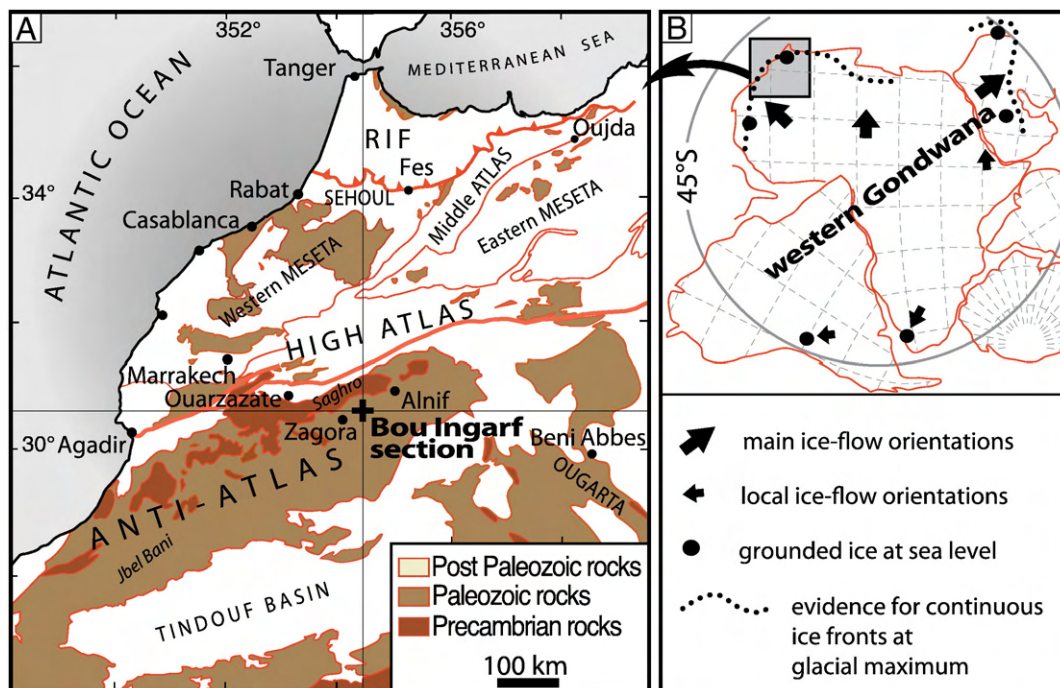 A
352°
356°
Tanger
MEDITERRANEAN SEA
ATLANTIC OCEAN
RIF
Oujda
Fes
34°
Rabat
SEHOUL
Middle ATLAS
Casablanca
Eastern MESETA
Western MESETA
HIGH ATLAS
Marrakech
Ouarzazate
Saghro
Alnif
30°
Agadir
Zagora
Bou Ingarf
section
Beni Abbes
OUGARTA
ANTI-ATLAS
Jbel Bani
TINDOUF BASIN
Post Paleozoic rocks
Paleozoic rocks
Precambrian rocks
100 km
B
45°S
western Gondwana
main ice-flow orientations
local ice-flow orientations
grounded ice at sea level
evidence for continuous
ice fronts at
glacial maximum